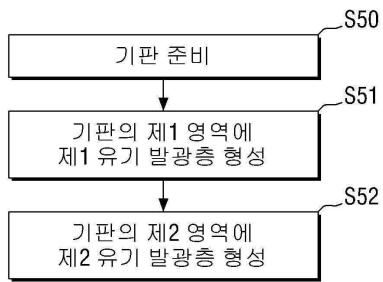 S50
기판 준비
S51
기판의 제1 영역에
제1 유기 발광층 형성
S52
기판의 제2 영역에
제2 유기 발광층 형성